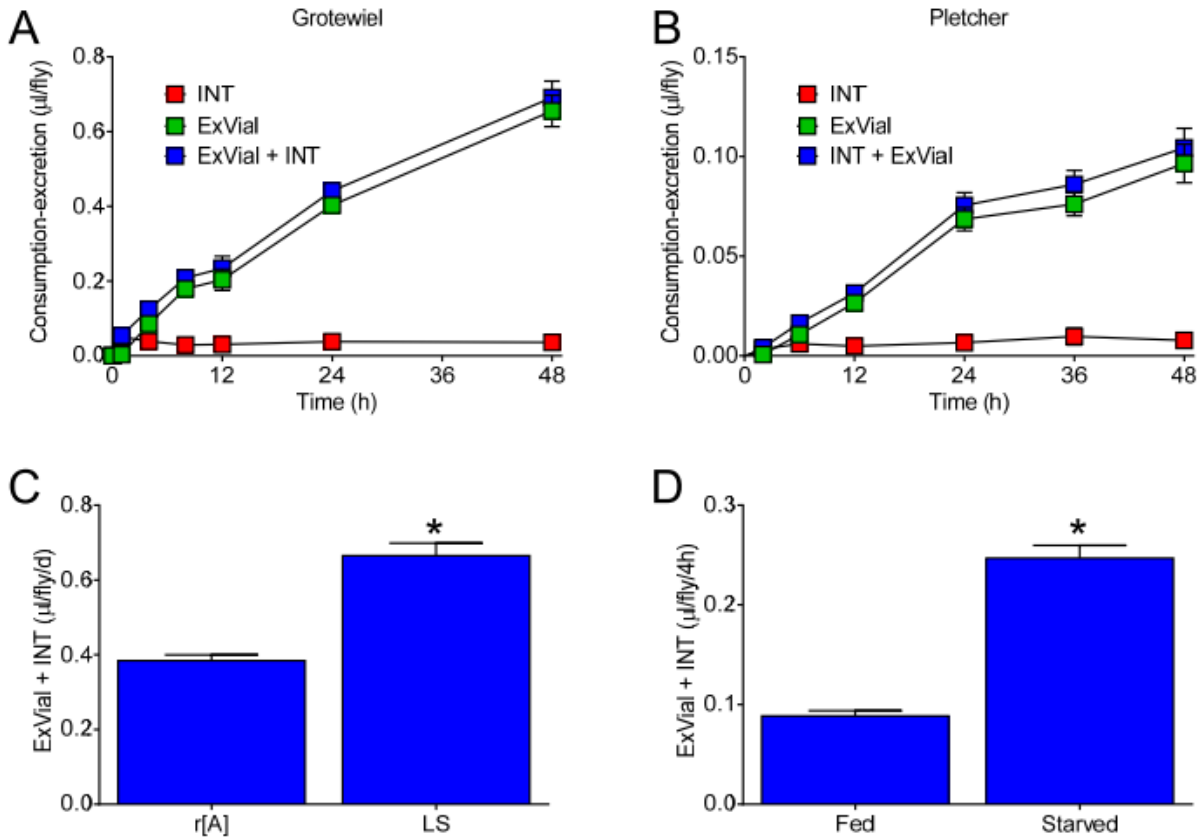 A
Grotewiel
Consumption-excretion (µl/fly)
0.8
0.6
0.4
0.2
0.0
INT
ExVial
ExVial + INT
0 12 24 36 48
Time (h)
B
Pletcher
Consumption-excretion (µl/fly)
0.15
0.10
0.05
0.00
INT
ExVial
INT + ExVial
0 12 24 36 48
Time (h)
C
ExVial + INT (µl/fly/d)
0.8
0.6
0.4
0.2
0.0
*
r[A] LS
D
ExVial + INT (µl/fly/4h)
0.3
0.2
0.1
0.0
*
Fed Starved